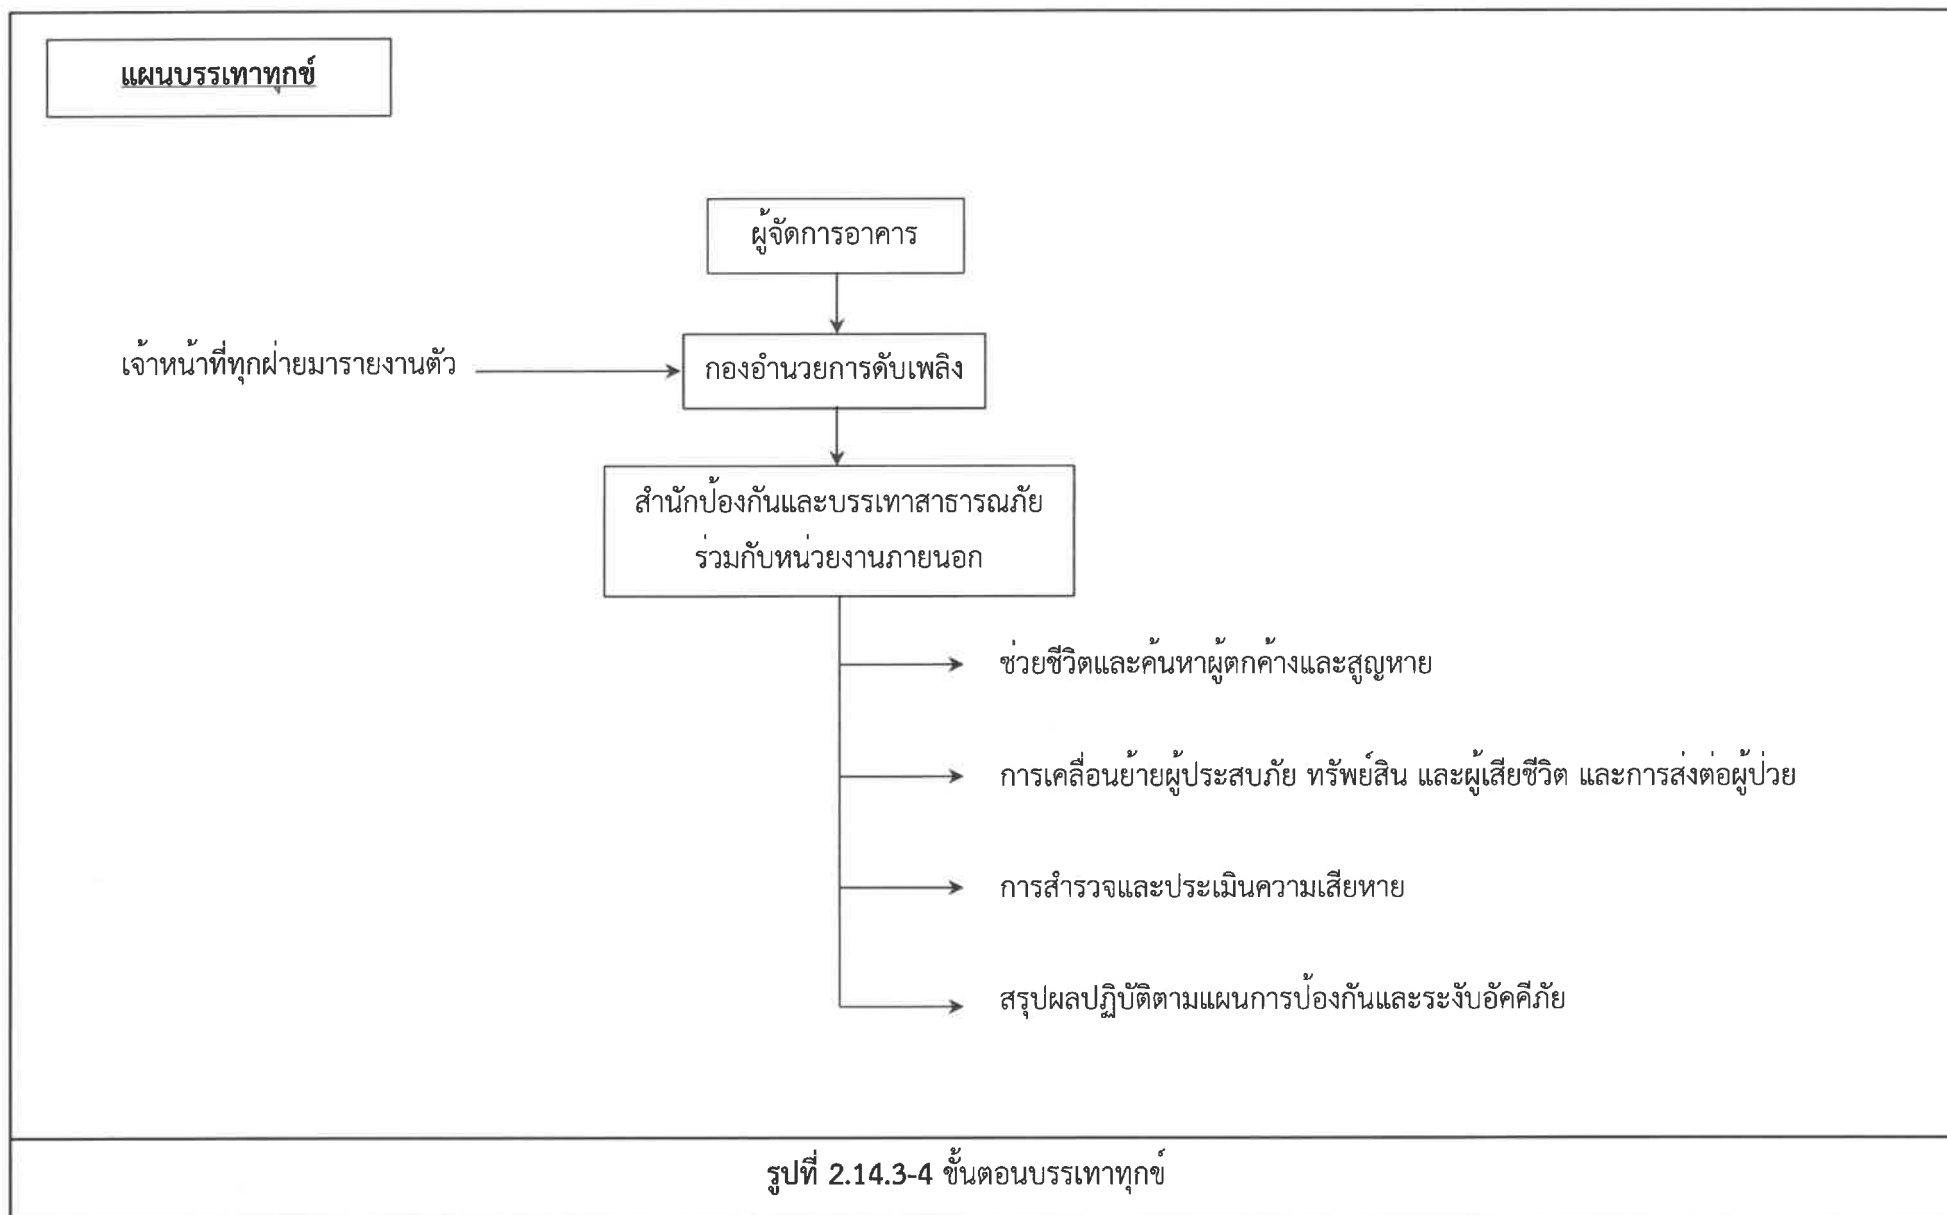 แผนบรรเทาทุกข์
ผู้จัดการอาคาร
เจ้าหน้าที่ทุกฝ่ายมารายงานตัว
กองอำนวยการดับเพลิง
สำนักป้องกันและบรรเทาสาธารณภัย
ร่วมกับหน่วยงานภายนอก
ช่วยชีวิตและค้นหาผู้ตกค้างและสูญหาย
การเคลื่อนย้ายผู้ประสบภัย ทรัพย์สิน และผู้เสียชีวิต และการส่งต่อผู้ป่วย
การสำรวจและประเมินความเสียหาย
สรุปผลปฏิบัติตามแผนการป้องกันและระงับอัคคีภัย
รูปที่ 2.14.3-4 ขั้นตอนบรรเทาทุกข์